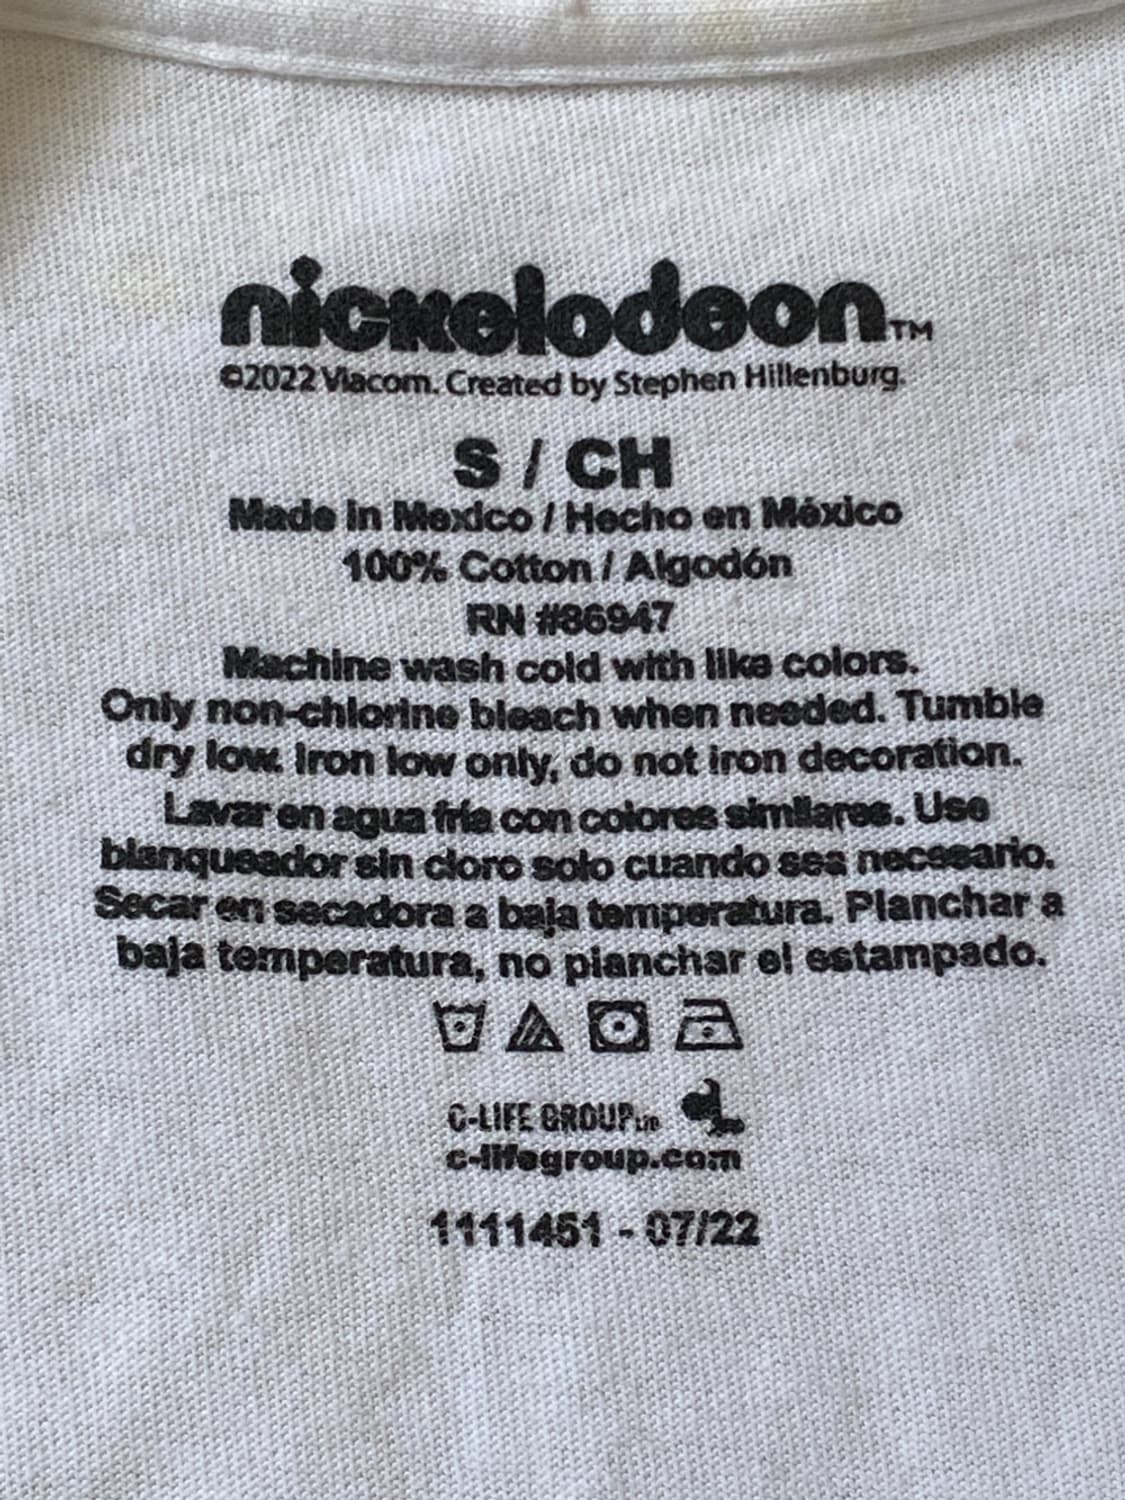 nickelodeon™
©2022 Viacom. Created by Stephen Hillenburg.
S / CH
Made in Mexico / Hecho en México
100% Cotton / Algodón
RN #86947
Machine wash cold with like colors.
Only non-chlorine bleach when needed. Tumble
dry low. Iron low only, do not iron decoration.
Lavar en agua fría con colores similares. Use
blanqueador sin cloro solo cuando sea necesario.
Secar en secadora a baja temperatura. Planchar a
baja temperatura, no planchar el estampado.
C-LIFE GROUP LTD
c-lifegroup.com
1111451 - 07/22